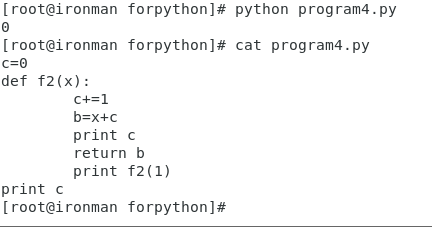 [root@ironman forpython]# python program4.py
0
[root@ironman forpython]# cat program4.py
c=0
def f2(x):
        c+=1
        b=x+c
        print c
        return b
        print f2(1)
print c
[root@ironman forpython]#